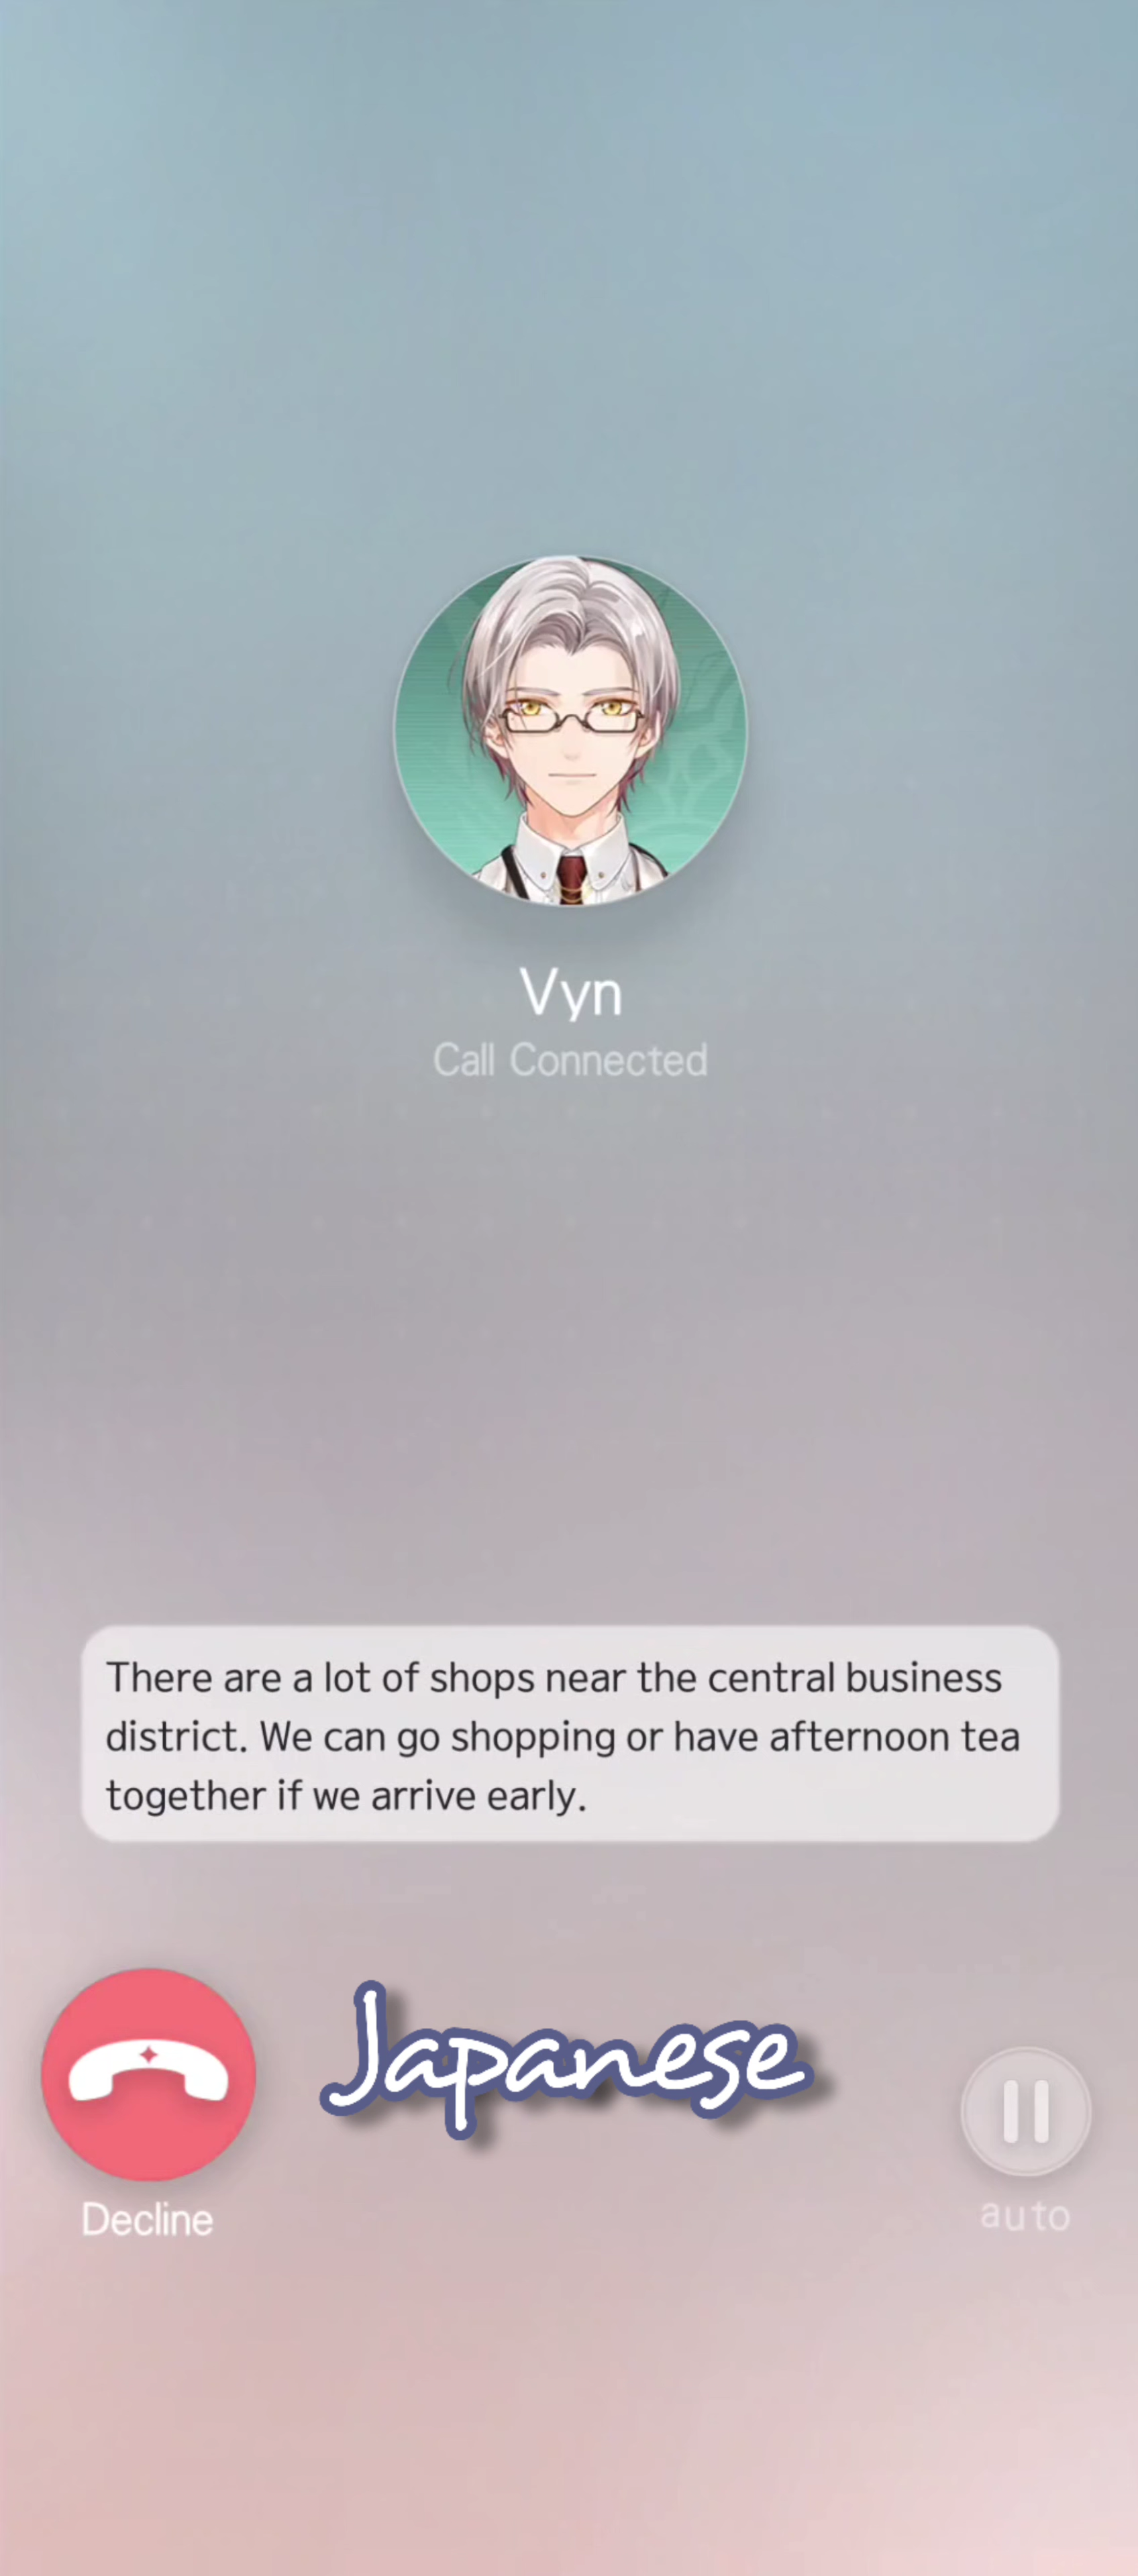 Vyn
Call Connected
There are a lot of shops near the central business
district. We can go shopping or have afternoon tea
together if we arrive early.
Japanese
Decline
auto